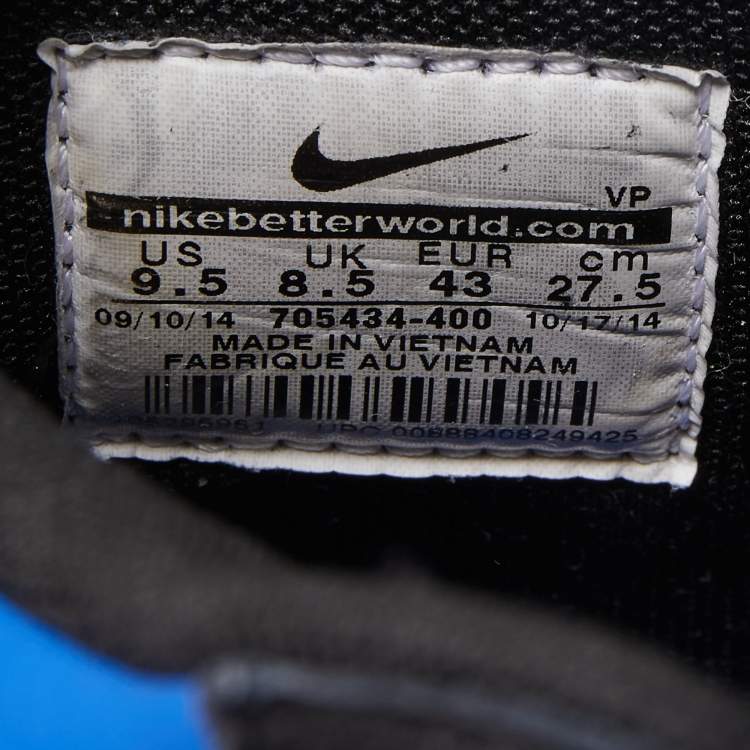 VP
nikebetterworld.com
US UK EUR cm
9.5 8.5 43 27.5
09/10/14 705434-400 10/17/14
MADE IN VIETNAM
FABRIQUE AU VIETNAM
UPC 00888408249425